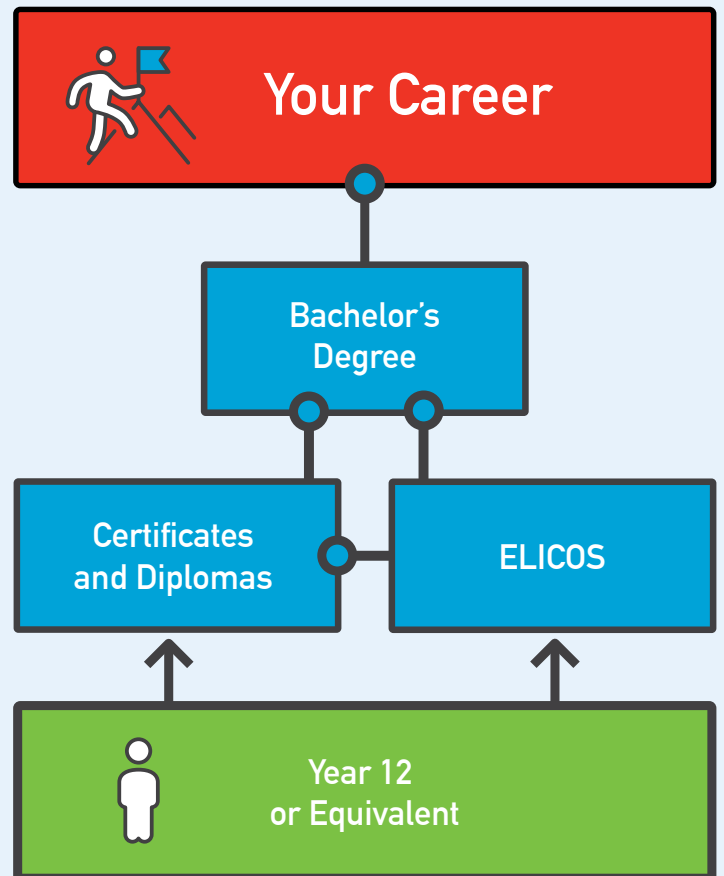 Your Career
Bachelor’s
Degree
Certificates
and Diplomas
ELICOS
Year 12
or Equivalent